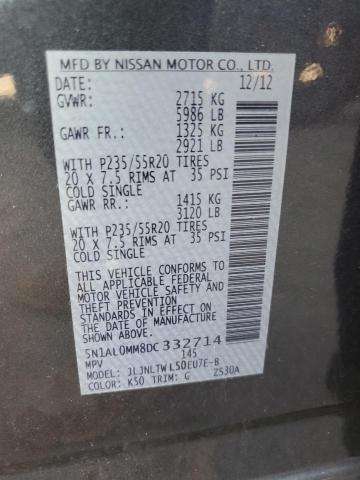 MFD BY NISSAN MOTOR CO., LTD.
DATE: 12/12
GVWR: 2715 KG
5986 LB
GAWR FR.: 1325 KG
2921 LB
WITH P235/55R20 TIRES
20 X 7.5 RIMS AT 35 PSI
COLD SINGLE
GAWR RR.: 1415 KG
3120 LB
WITH P235/55R20 TIRES
20 X 7.5 RIMS AT 35 PSI
COLD SINGLE
THIS VEHICLE CONFORMS TO
ALL APPLICABLE FEDERAL
MOTOR VEHICLE SAFETY AND
THEFT PREVENTION
STANDARDS IN EFFECT ON THE
DATE OF MANUFACTURE
5N1AL0MM8DC332714
MPV 145
MODEL: JLJNLTWL50EU7E-B
COLOR: K50 TRIM: G ZS30A